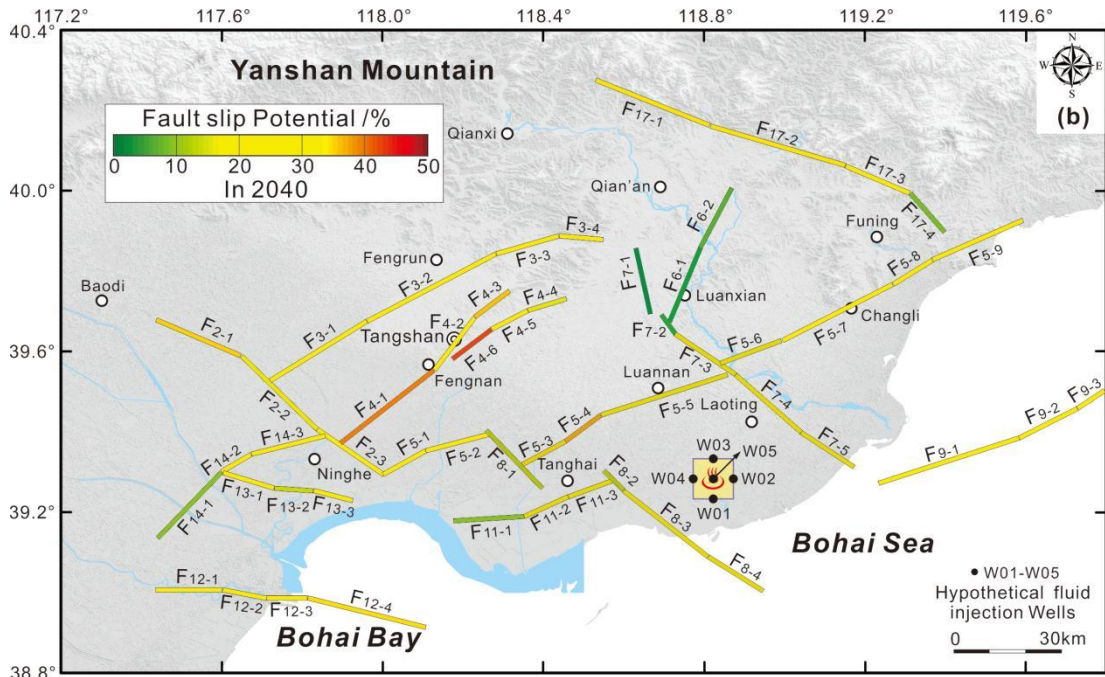 117.2
117.6°
118.0°
118.4°
118.8°
119.2°
119.6°
40.4°
40.0°
39.6°
39.2°
38.8°
Yanshan Mountain
N
W
E
S
(b)
Fault slip Potential /%
0 10 20 30 40 50
In 2040
Qianxi
Qian'an
Funing
Fengrun
Baodi
Luanxian
Changli
Tangshan
Fengnan
Luannan
Laoting
Ninghe
Tanghai
F17-1
F17-2
F17-3
F17-4
F6-2
F6-1
F7-1
F7-2
F7-3
F7-4
F7-5
F5-9
F5-8
F5-7
F5-6
F5-5
F5-4
F5-3
F5-2
F5-1
F3-4
F3-3
F3-2
F3-1
F4-3
F4-4
F4-2
F4-5
F4-6
F4-1
F2-1
F2-2
F2-3
F14-3
F14-2
F14-1
F13-1
F13-2
F13-3
F8-1
F8-2
F8-3
F8-4
F11-1
F11-2
F11-3
F9-1
F9-2
F9-3
F12-1
F12-2
F12-3
F12-4
W03
W05
W04
W02
W01
Bohai Sea
Bohai Bay
W01-W05
Hypothetical fluid
injection Wells
0 30km